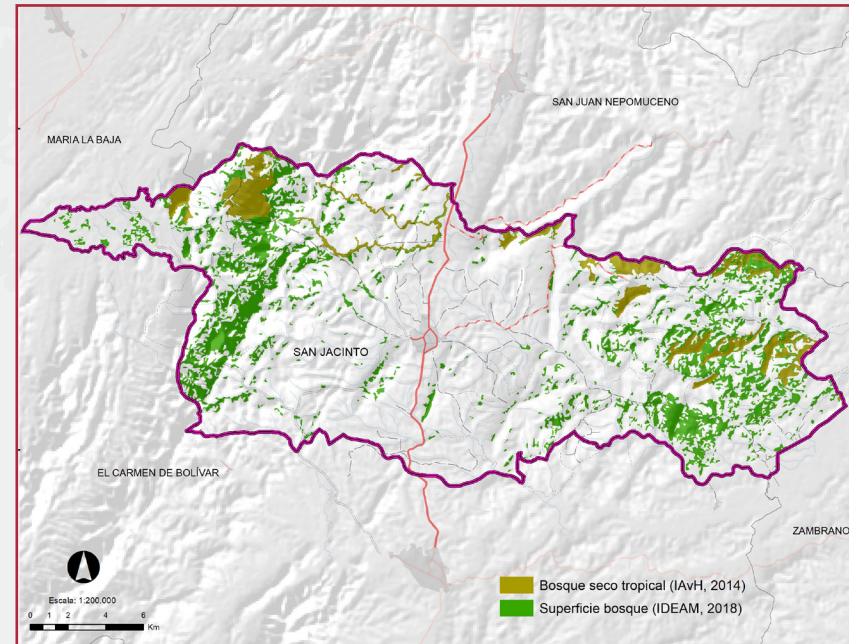 SAN JUAN NEPOMUCENO
MARIA LA BAJA
SAN JACINTO
EL CARMEN DE BOLÍVAR
ZAMBRANO
Escala: 1:200.000
0 1 2 4 6
Km
Bosque seco tropical (IAvH, 2014)
Superficie bosque (IDEAM, 2018)